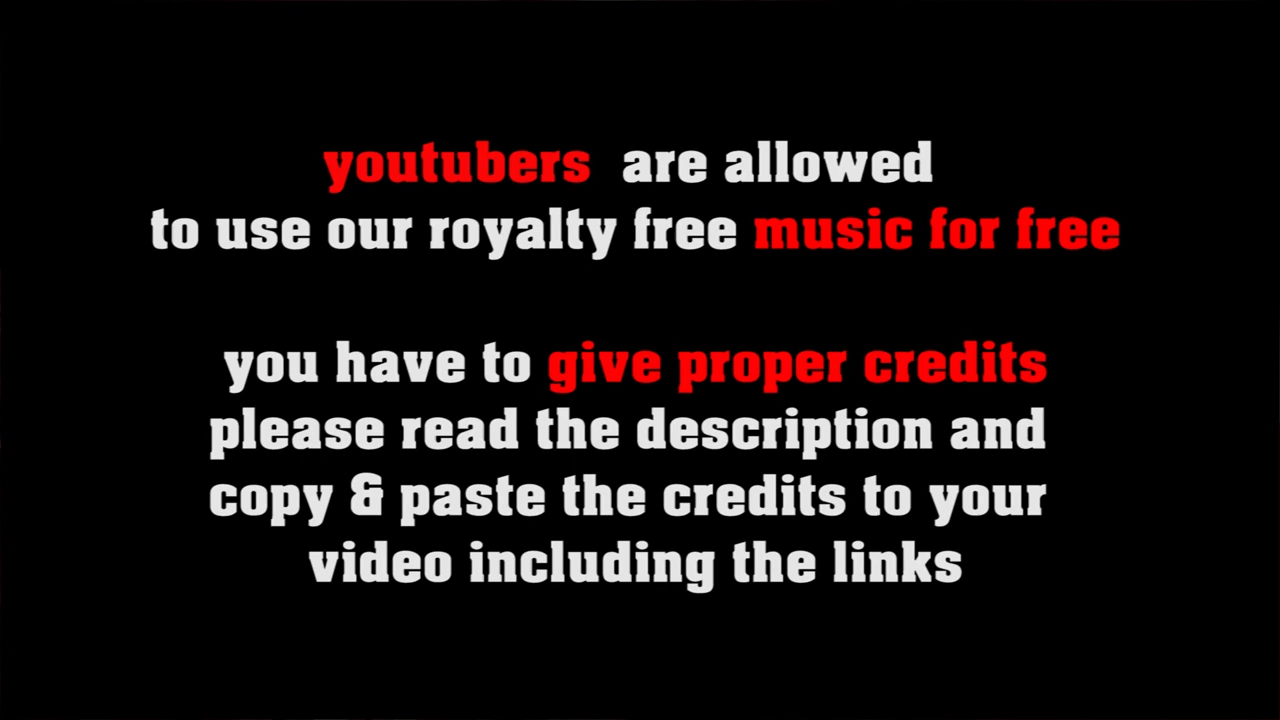 youtubers are allowed
to use our royalty free music for free
you have to give proper credits
please read the description and
copy & paste the credits to your
video including the links